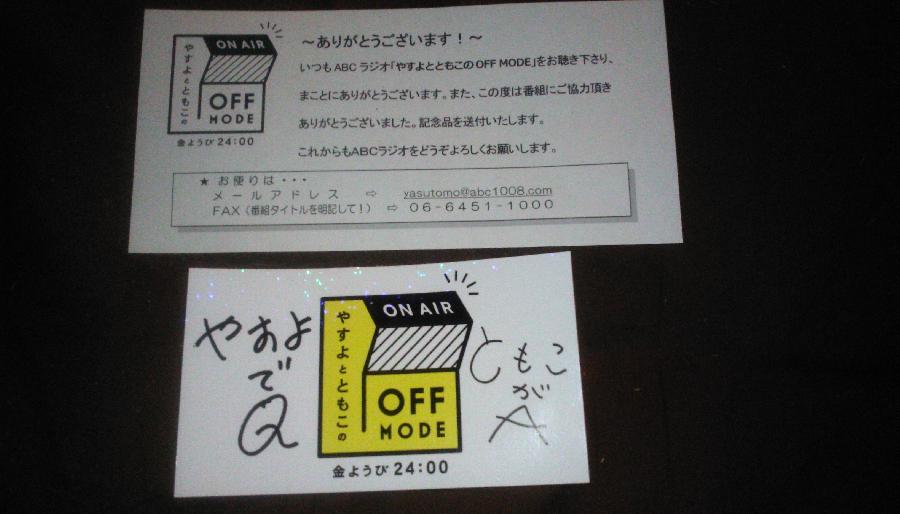 ON AIR
やすよとともこの
OFF
MODE
金ようび 24:00
～ありがとうございます！～
いつも ABC ラジオ「やすよとともこの OFF MODE」をお聴き下さり、
まことにありがとうございます。また、この度は番組にご協力頂き
ありがとうございました。記念品を送付いたします。
これからもABCラジオをどうぞよろしくお願いします。
★ お便りは・・・
メールアドレス ⇨ yasutomo@abc1008.com
FAX（番組タイトルを明記して！） ⇨ 06-6451-1000
やすよ
で
Q
ON AIR
やすよとともこの
OFF
MODE
金ようび 24:00
ともこ
が
A